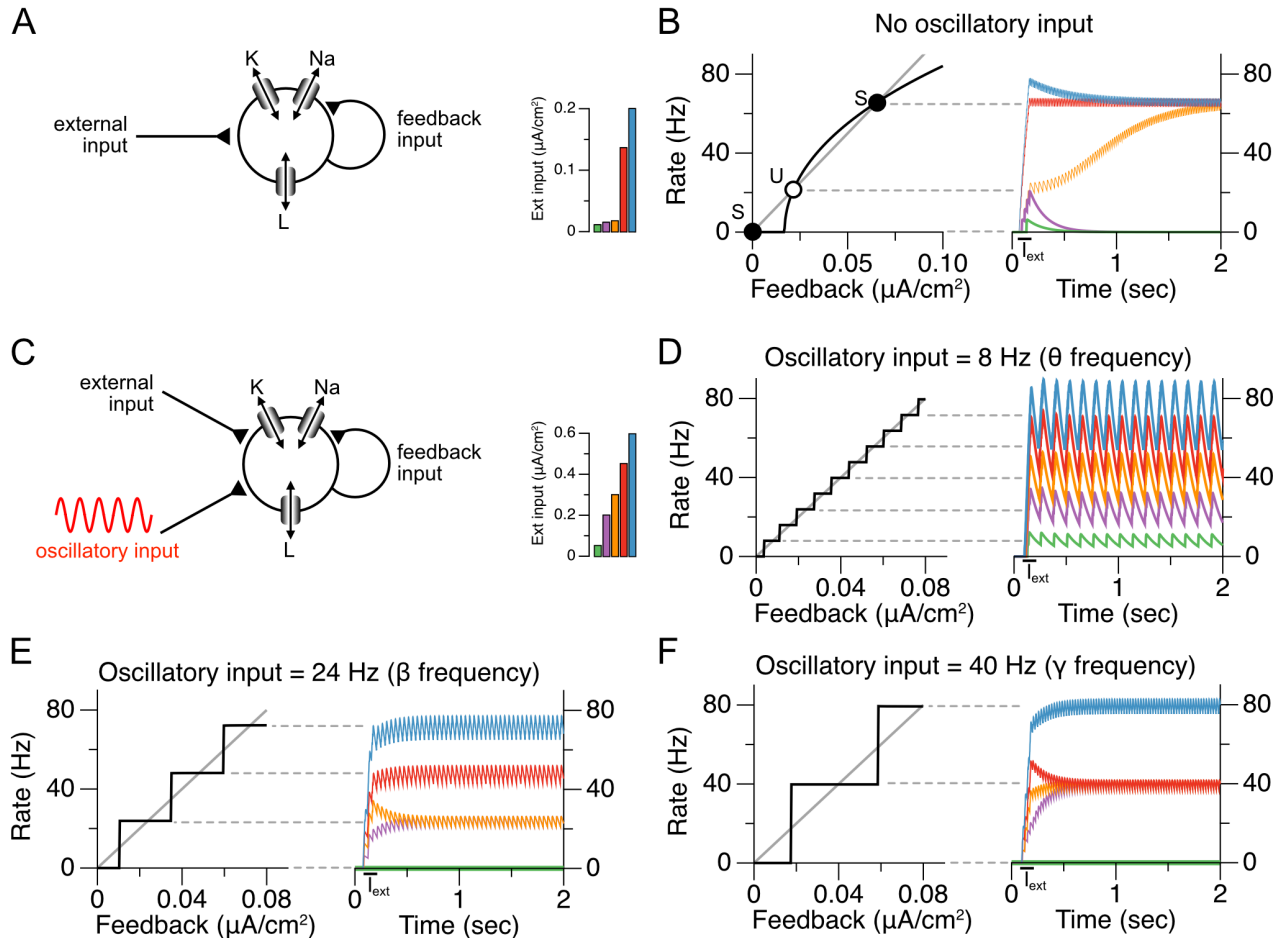 A
K
Na
external
input
feedback
input
L
Ext input (µA/cm²)
0.2
0.1
0
B
No oscillatory input
Rate (Hz)
80
40
0
S
U
S
0
0.05
0.10
Feedback (µA/cm²)
80
40
0
0
1
2
I ext
Time (sec)
C
external
input
K
Na
feedback
input
oscillatory input
L
Ext input (µA/cm²)
0.6
0.4
0.2
0
D
Oscillatory input = 8 Hz (θ frequency)
Rate (Hz)
80
40
0
0
0.04
0.08
Feedback (µA/cm²)
80
40
0
0
1
2
I ext
Time (sec)
E
Oscillatory input = 24 Hz (β frequency)
Rate (Hz)
80
40
0
0
0.04
0.08
Feedback (µA/cm²)
80
40
0
0
1
2
I ext
Time (sec)
F
Oscillatory input = 40 Hz (γ frequency)
Rate (Hz)
80
40
0
0
0.04
0.08
Feedback (µA/cm²)
80
40
0
0
1
2
I ext
Time (sec)